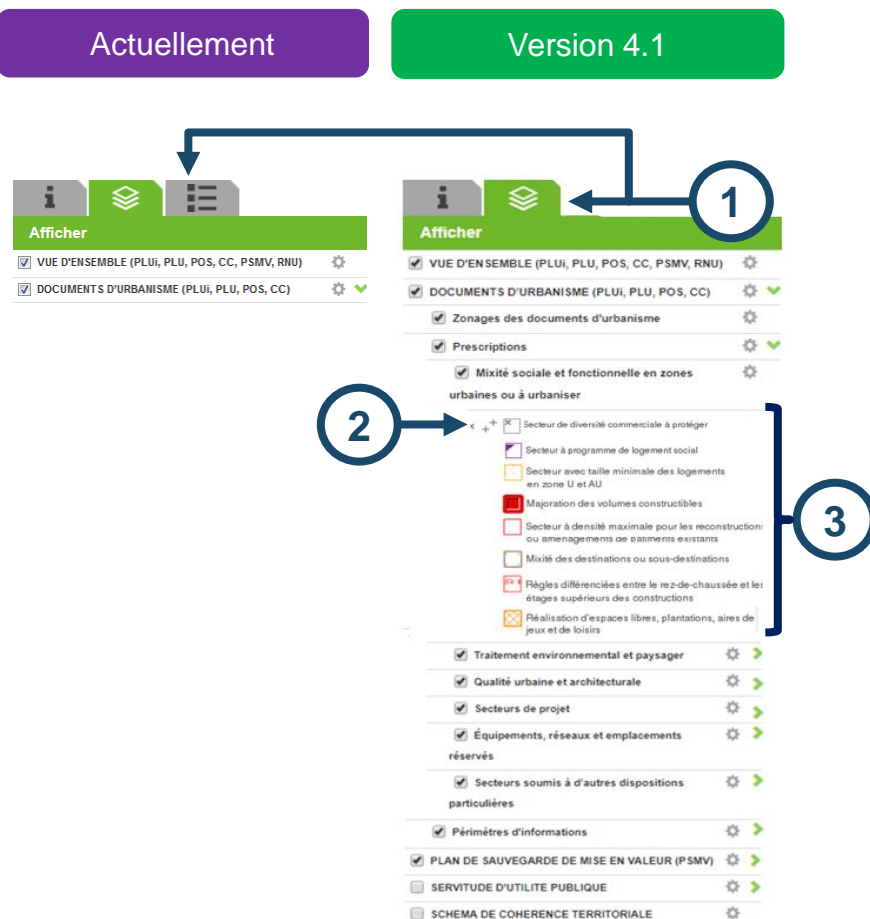 Actuellement
Version 4.1
1
Afficher
VUE D'ENSEMBLE (PLUi, PLU, POS, CC, PSMV, RNU)
DOCUMENTS D'URBANISME (PLUi, PLU, POS, CC)
Afficher
VUE D'ENSEMBLE (PLUi, PLU, POS, CC, PSMV, RNU)
DOCUMENTS D'URBANISME (PLUi, PLU, POS, CC)
Zonages des documents d'urbanisme
Prescriptions
Mixité sociale et fonctionnelle en zones
urbaines ou à urbaniser
2
Secteur de diversité commerciale à protéger
Secteur à programme de logement social
Secteur avec taille minimale des logements
en zone U et AU
Majoration des volumes constructibles
3
Secteur à densité maximale pour les reconstruction
ou aménagements de bâtiments existants
Mixité des destinations ou sous-destinations
Règles différenciées entre le rez-de-chaussée et les
étages supérieurs des constructions
Réalisation d'espaces libres, plantations, aires de
jeux et de loisirs
Traitement environnemental et paysager
Qualité urbaine et architecturale
Secteurs de projet
Équipements, réseaux et emplacements
réservés
Secteurs soumis à d'autres dispositions
particulières
Périmètres d'informations
PLAN DE SAUVEGARDE DE MISE EN VALEUR (PSMV)
SERVITUDE D'UTILITE PUBLIQUE
SCHEMA DE COHERENCE TERRITORIALE